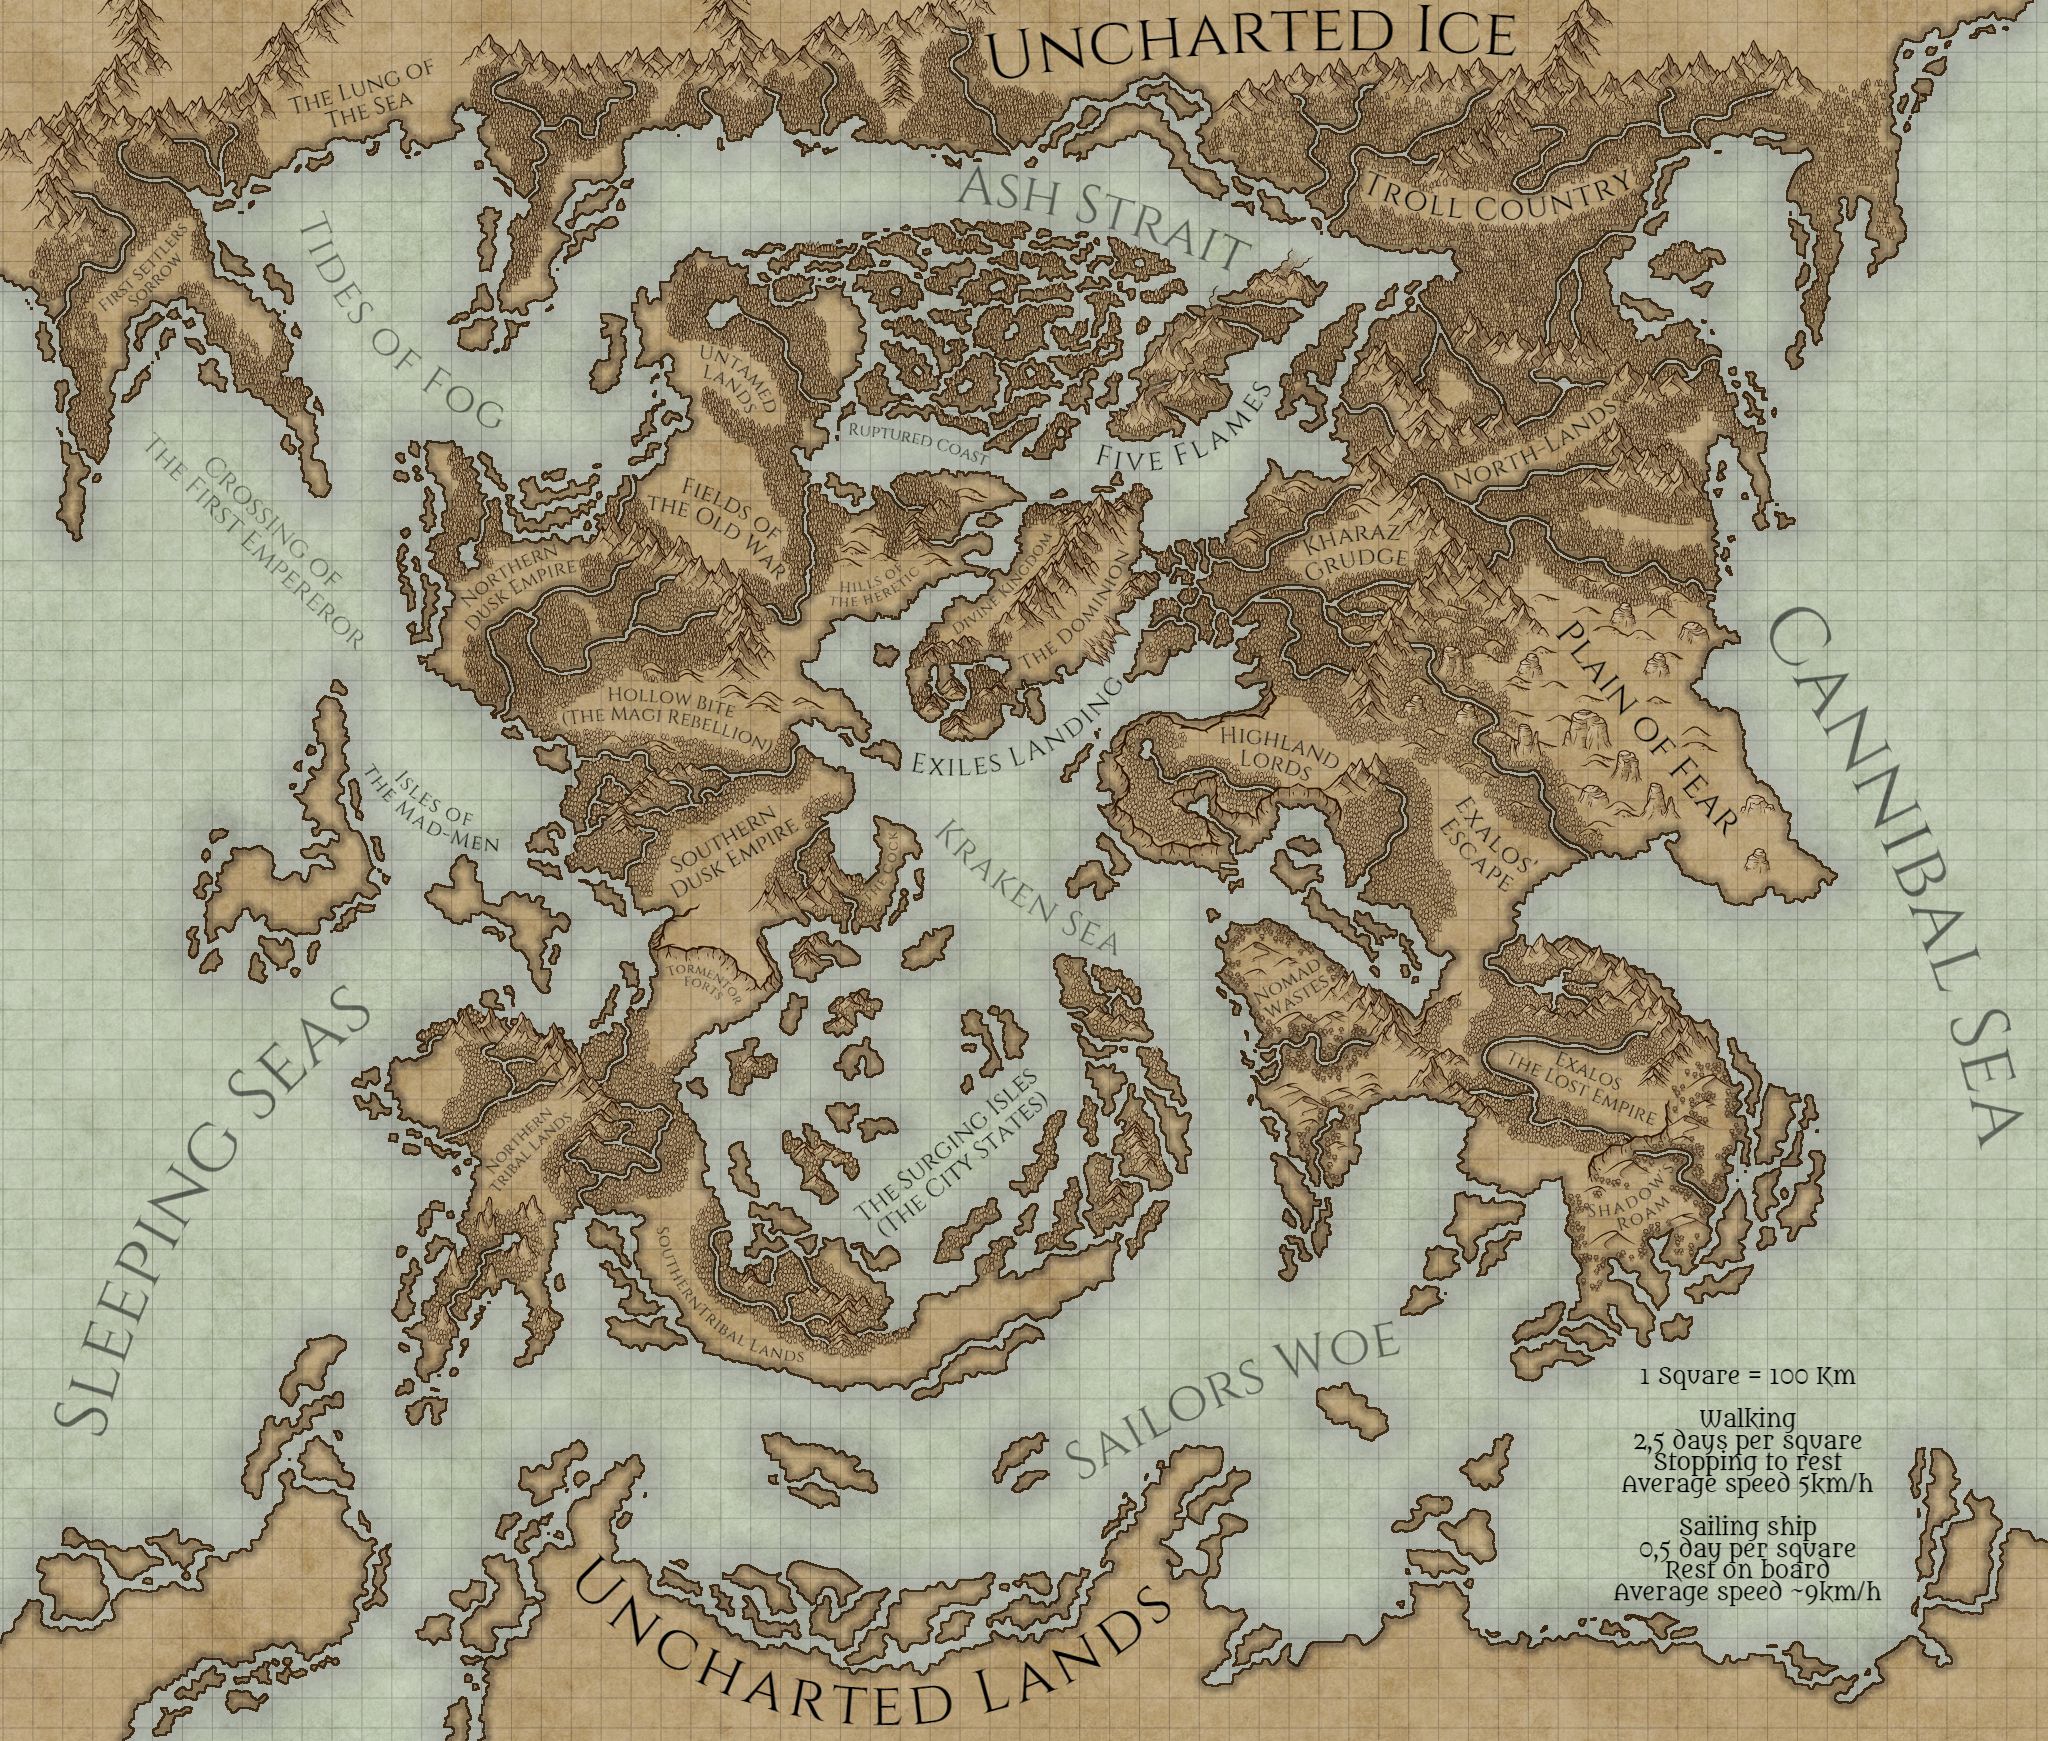 Uncharted Ice
The Lung of
The Sea
Ash Strait
Troll Country
First Settlers
Sorrow
Tides of Fog
Untamed
Lands
Ruptured Coast
Five Flames
North-Lands
Crossing of
The First Empereror
Fields of
The Old War
Northern
Dusk Empire
Hills of
The Heretic
Divine Kingdom
The Dominion
Kharaz
Grudge
Plain of Fear
Cannibal Sea
Hollow Bite
(The Magi Rebellion)
Exiles Landing
Highland
Lords
Isles of
The Mad-Men
Southern
Dusk Empire
The Cock
Kraken Sea
Exalos'
Escape
Tormentor
Forts
Nomad
Wastes
Sleeping Seas
Exalos
The Lost Empire
The Surging Isles
(The City States)
Northern
Tribal Lands
Shadows
Roam
Southern Tribal Lands
Sailors Woe
1 Square = 100 Km
Walking
2,5 days per square
Stopping to rest
Average speed 5km/h
Sailing ship
0,5 day per square
Rest on board
Average speed ~9km/h
Uncharted Lands